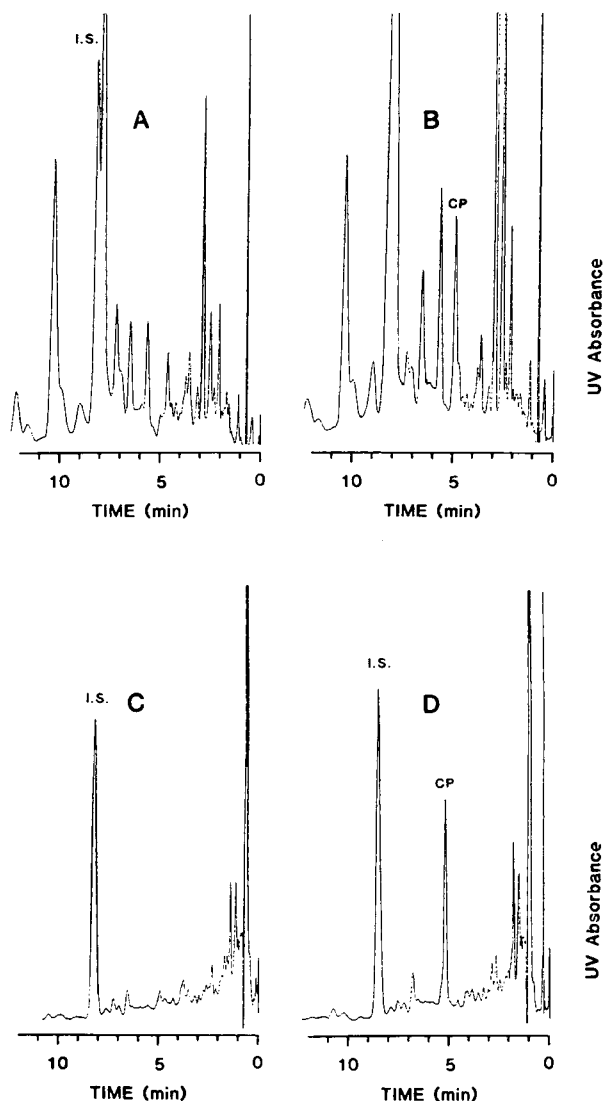 I.S.
A
B
CP
UV Absorbance
10 5 0
TIME (min)
10 5 0
TIME (min)
I.S.
C
I.S.
D
CP
UV Absorbance
10 5 0
TIME (min)
10 5 0
TIME (min)